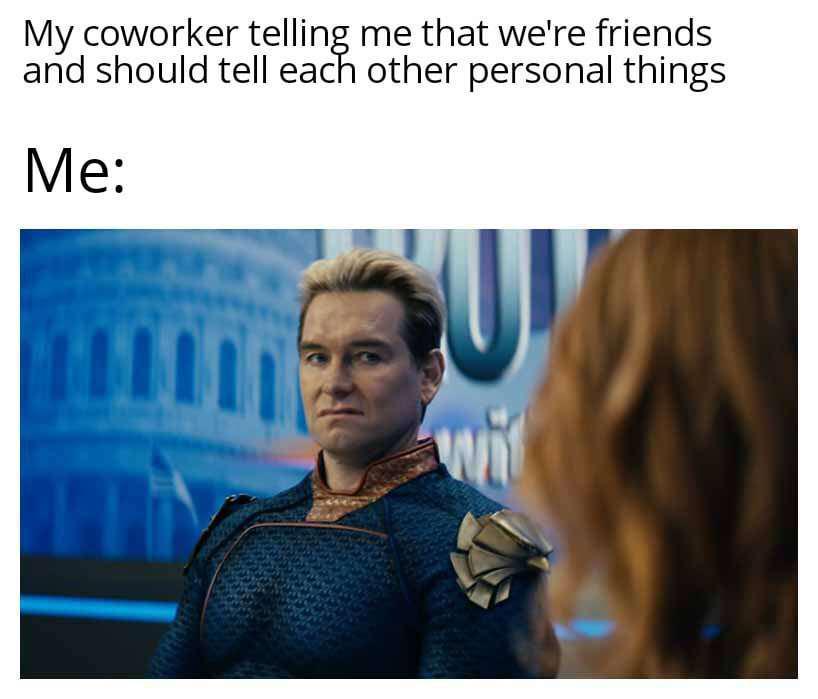 My coworker telling me that we're friends
and should tell each other personal things
Me: